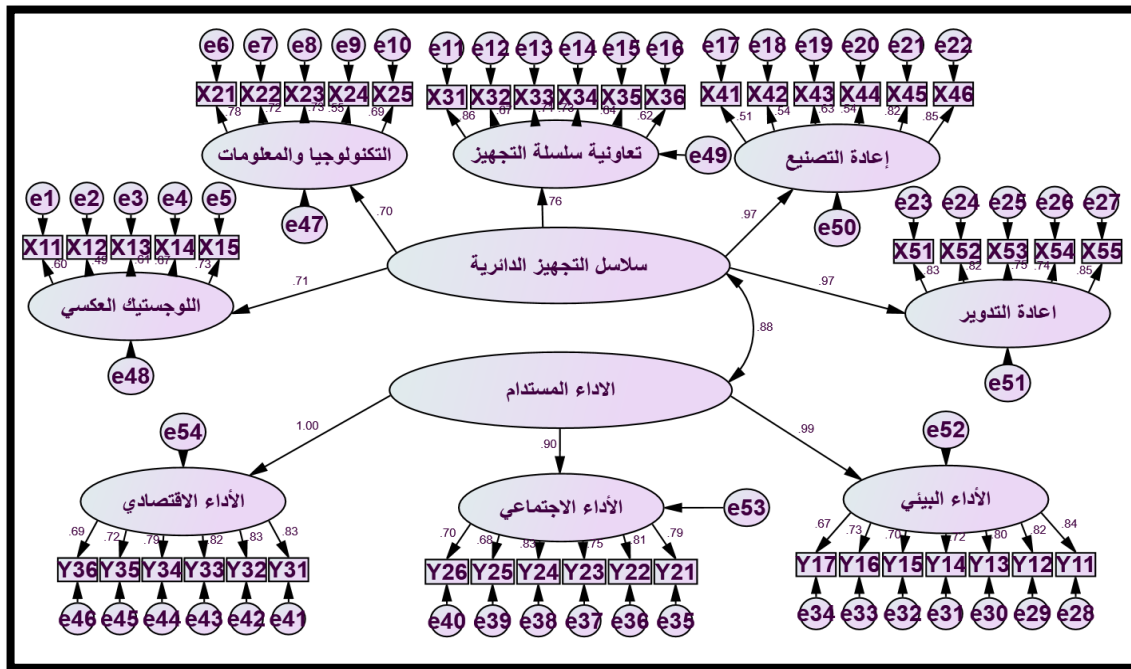 e6 e7 e8 e9 e10 e11 e12 e13 e14 e15 e16 e17 e18 e19 e20 e21 e22
X21 X22 X23 X24 X25 X31 X32 X33 X34 X35 X36 X41 X42 X43 X44 X45 X46
.78 .72 .73 .55 .69 .86 .67 .71 .73 .64 .62 .51 .54 .63 .54 .82 .85
التكنولوجيا والمعلومات
تعاونية سلسلة التجهيز
e49
إعادة التصنيع
e1 e2 e3 e4 e5
e47
e50
e23 e24 e25 e26 e27
.70
.76
.97
X11 X12 X13 X14 X15
X51 X52 X53 X54 X55
.60 .49 .61 .67 .73
.83 .82 .75 .74 .85
سلاسل التجهيز الدائرية
.71
.97
اللوجستيك العكسي
اعادة التدوير
.88
e48
e51
الاداء المستدام
e54
1.00
.90
.99
e52
الأداء الاقتصادي
الأداء الاجتماعي
e53
الأداء البيئي
.69 .72 .79 .82 .83 .83
.70 .68 .83 .75 .81 .79
.67 .73 .70 .72 .80 .82 .84
Y36 Y35 Y34 Y33 Y32 Y31
Y26 Y25 Y24 Y23 Y22 Y21
Y17 Y16 Y15 Y14 Y13 Y12 Y11
e46 e45 e44 e43 e42 e41
e40 e39 e38 e37 e36 e35
e34 e33 e32 e31 e30 e29 e28